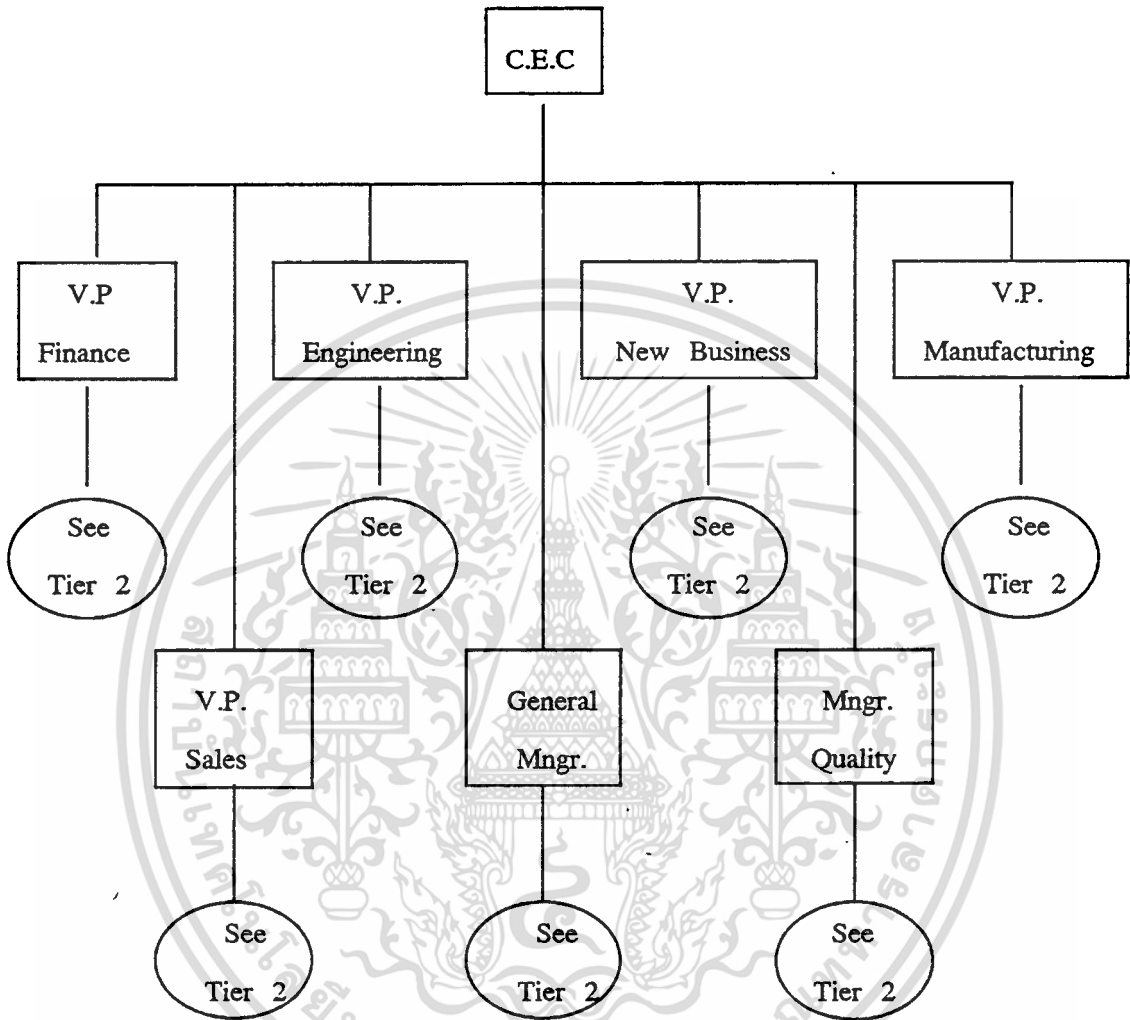 C.E.C
V.P
Finance
V.P.
Engineering
V.P.
New Business
V.P.
Manufacturing
See
Tier 2
See
Tier 2
See
Tier 2
See
Tier 2
V.P.
Sales
General
Mngr.
Mngr.
Quality
See
Tier 2
See
Tier 2
See
Tier 2